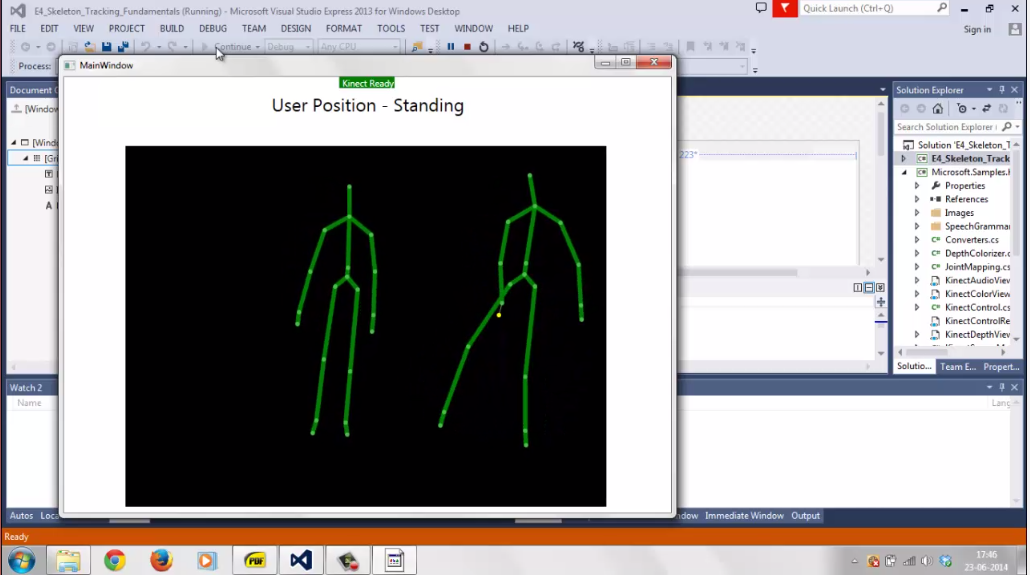 E4_Skeleton_Tracking_Fundamentals (Running) - Microsoft Visual Studio Express 2013 for Windows Desktop
Quick Launch (Ctrl+Q)
FILE EDIT VIEW PROJECT BUILD DEBUG TEAM DESIGN FORMAT TOOLS TEST WINDOW HELP
Sign in
Continue Debug Any CPU
Process:
MainWindow
Kinect Ready
User Position - Standing
Document
[Window
[Wind
[Gri
A
223*
Solution Explorer
Search Solution Explorer
Solution 'E4_Skeleton_T
E4_Skeleton_Track
Microsoft.Samples.
Properties
References
Images
SpeechGramma
Converters.cs
DepthColorizer.c
JointMapping.cs
KinectAudioView
KinectColorView
KinectControl.cs
KinectControlRe
KinectDepthView
Solutio... Team E... Propert...
Watch 2
Name
Lang
Autos Loc
ndow Immediate Window Output
Ready
PDF
17:46
23-06-2014